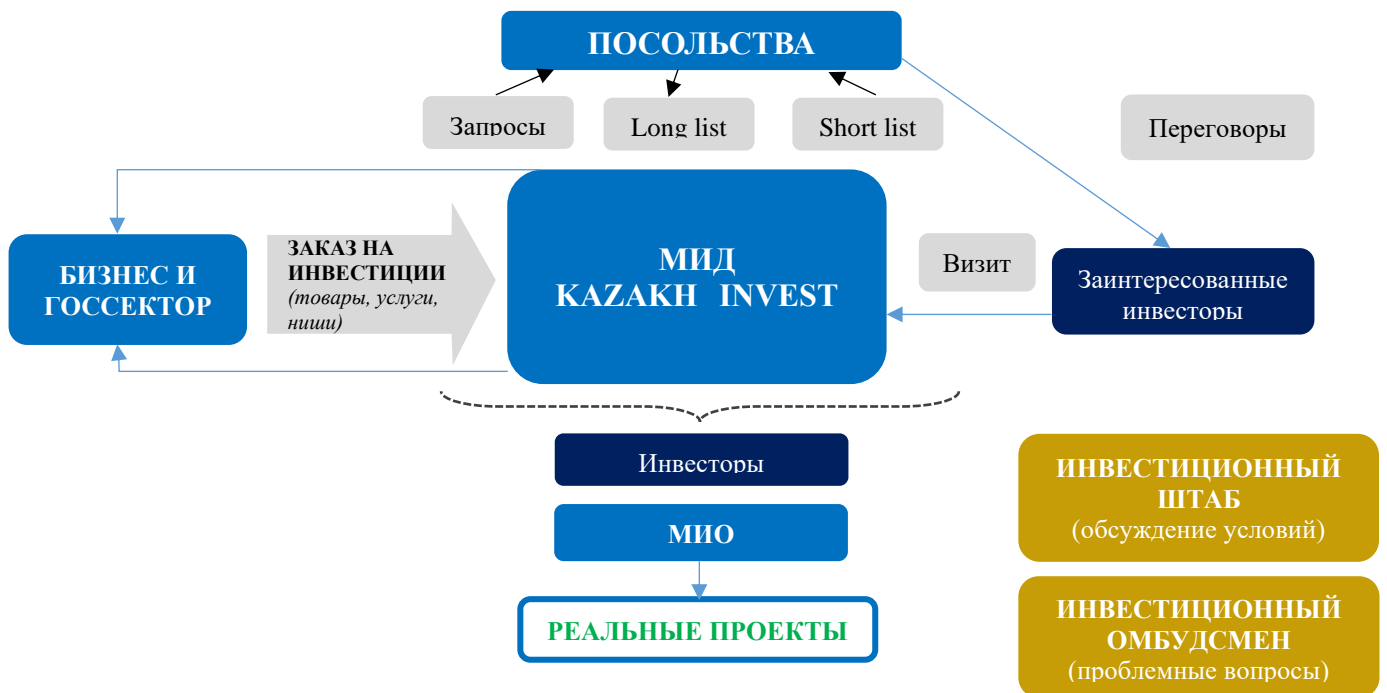 ПОСОЛЬСТВА
Запросы
Long list
Short list
Переговоры
БИЗНЕС И
ГОССЕКТОР
ЗАКАЗ НА
ИНВЕСТИЦИИ
(товары, услуги,
ниши)
МИД
KAZAKH INVEST
Визит
Заинтересованные
инвесторы
Инвесторы
МИО
РЕАЛЬНЫЕ ПРОЕКТЫ
ИНВЕСТИЦИОННЫЙ
ШТАБ
(обсуждение условий)
ИНВЕСТИЦИОННЫЙ
ОМБУДСМЕН
(проблемные вопросы)